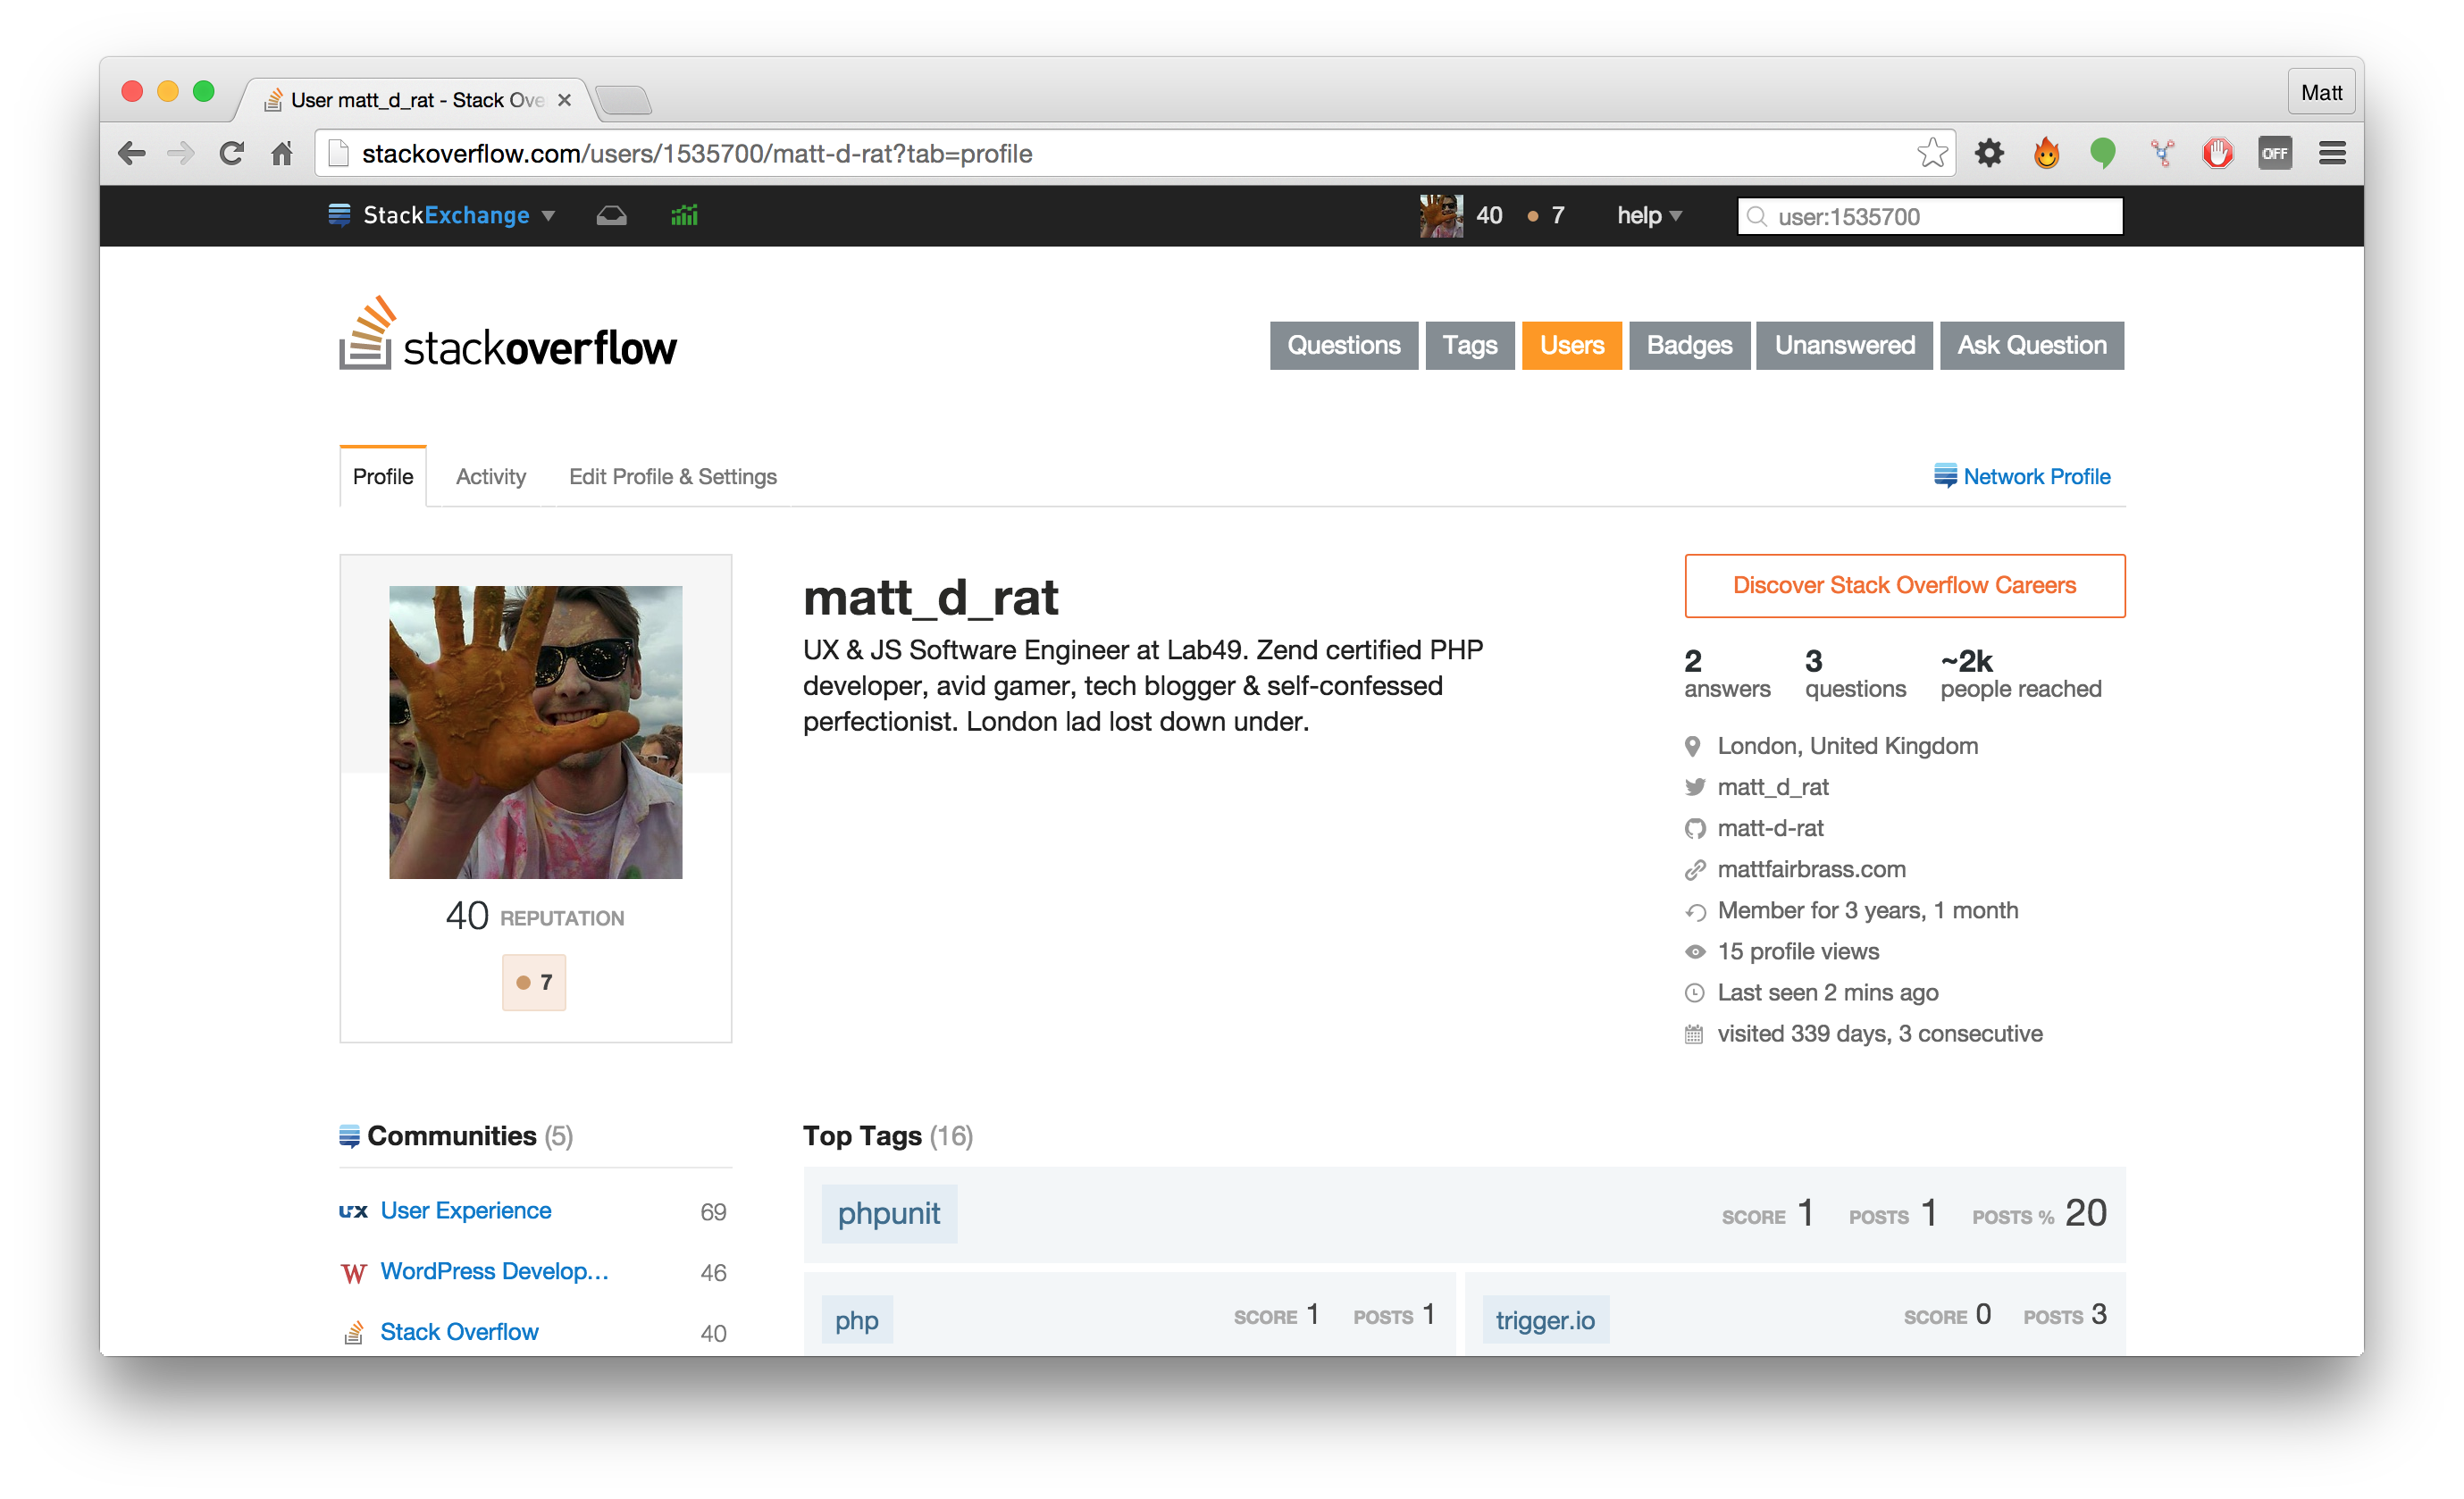 User matt_d_rat - Stack Ove
Matt
stackoverflow.com/users/1535700/matt-d-rat?tab=profile
OFF
StackExchange
40 7 help user:1535700
stackoverflow
Questions Tags Users Badges Unanswered Ask Question
Profile Activity Edit Profile & Settings Network Profile
matt_d_rat
UX & JS Software Engineer at Lab49. Zend certified PHP
developer, avid gamer, tech blogger & self-confessed
perfectionist. London lad lost down under.
40 REPUTATION
7
Discover Stack Overflow Careers
2 3 ~2k
answers questions people reached
London, United Kingdom
matt_d_rat
matt-d-rat
mattfairbrass.com
Member for 3 years, 1 month
15 profile views
Last seen 2 mins ago
visited 339 days, 3 consecutive
Communities (5)
ux User Experience 69
W WordPress Develop... 46
Stack Overflow 40
Top Tags (16)
phpunit SCORE 1 POSTS 1 POSTS % 20
php SCORE 1 POSTS 1
trigger.io SCORE 0 POSTS 3